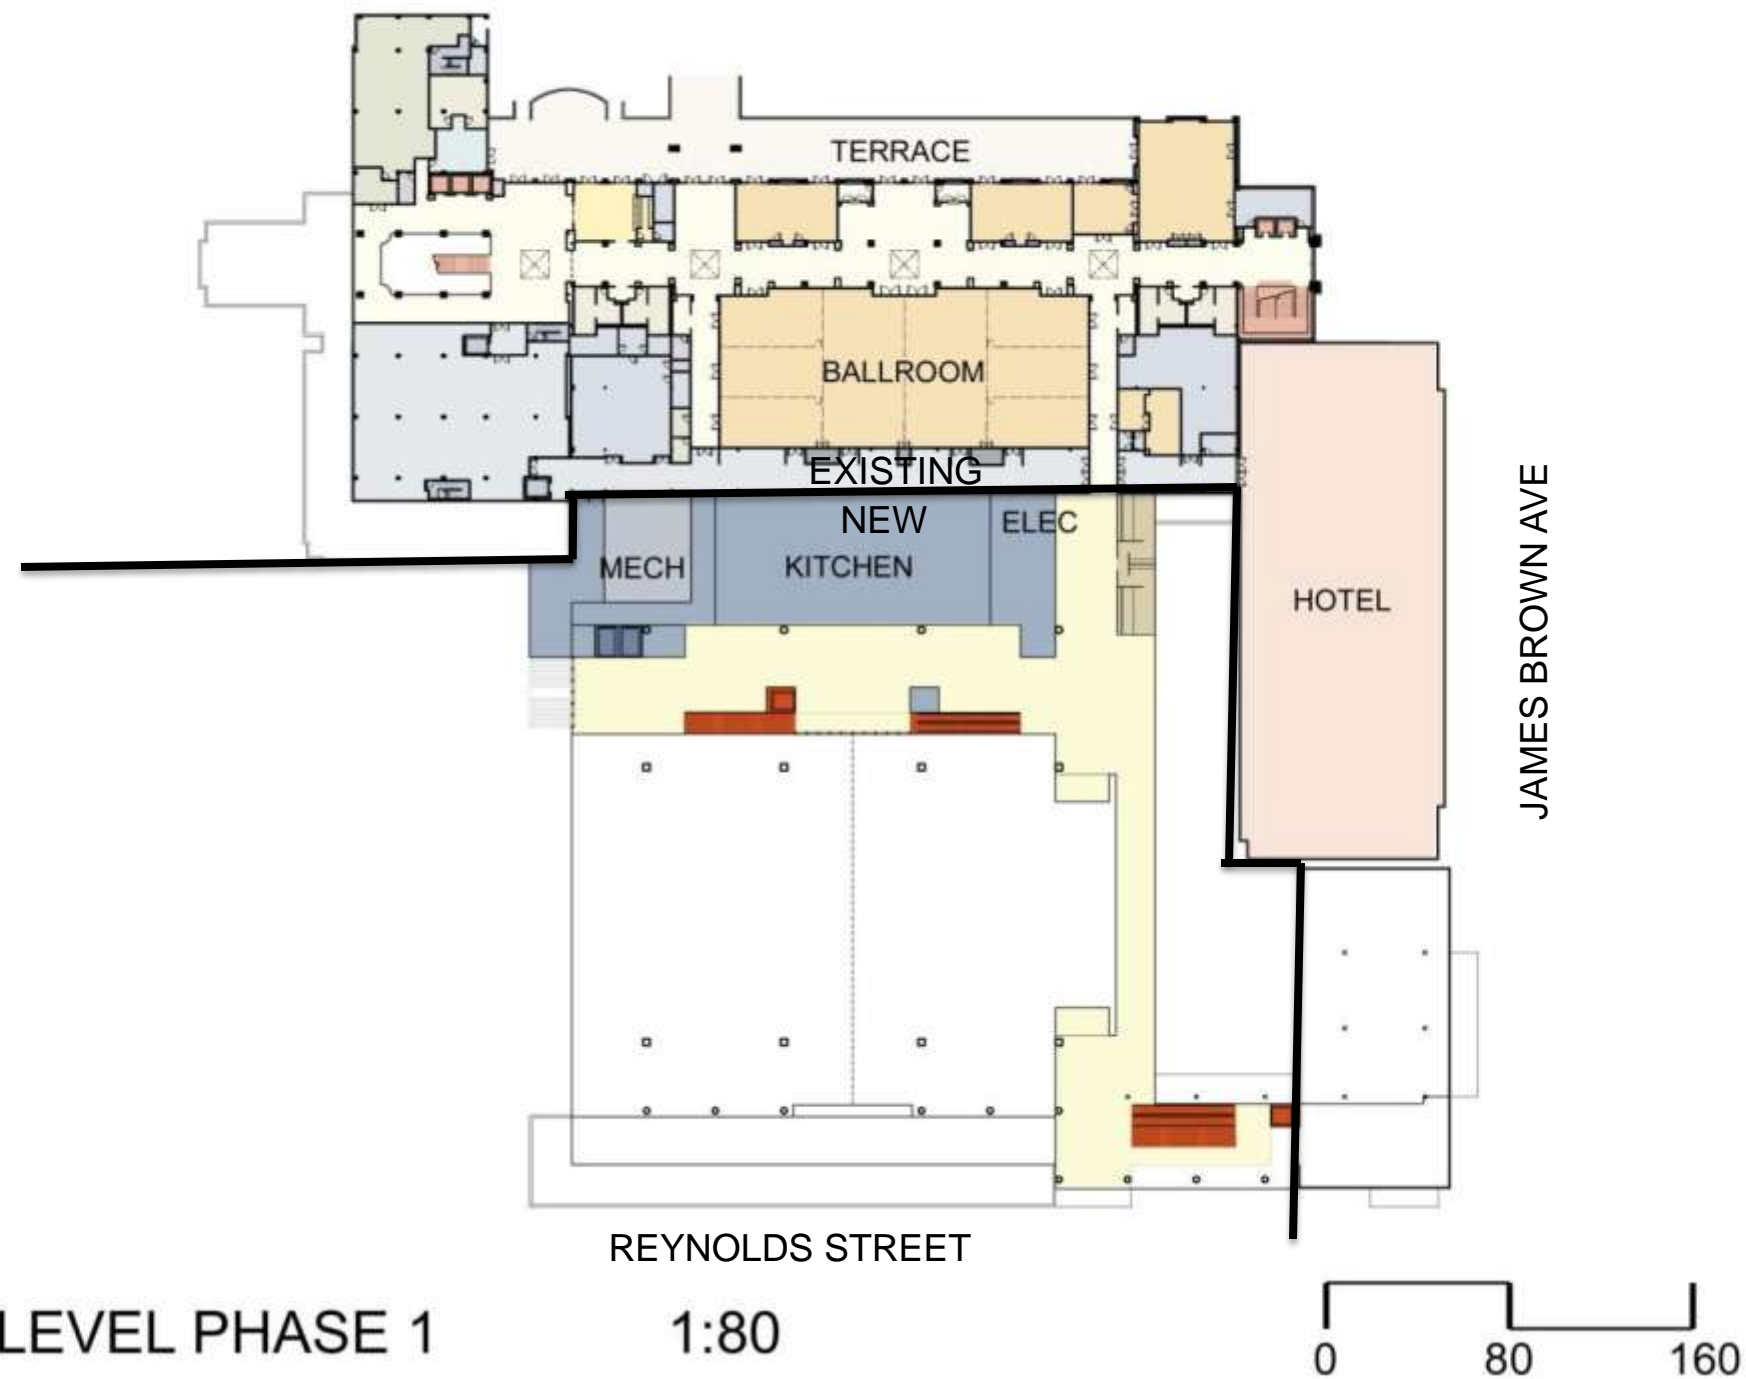 TERRACE
BALLROOM
EXISTING
NEW
ELEC
MECH
KITCHEN
HOTEL
JAMES BROWN AVE
REYNOLDS STREET
LEVEL PHASE 1
1:80
0
80
160